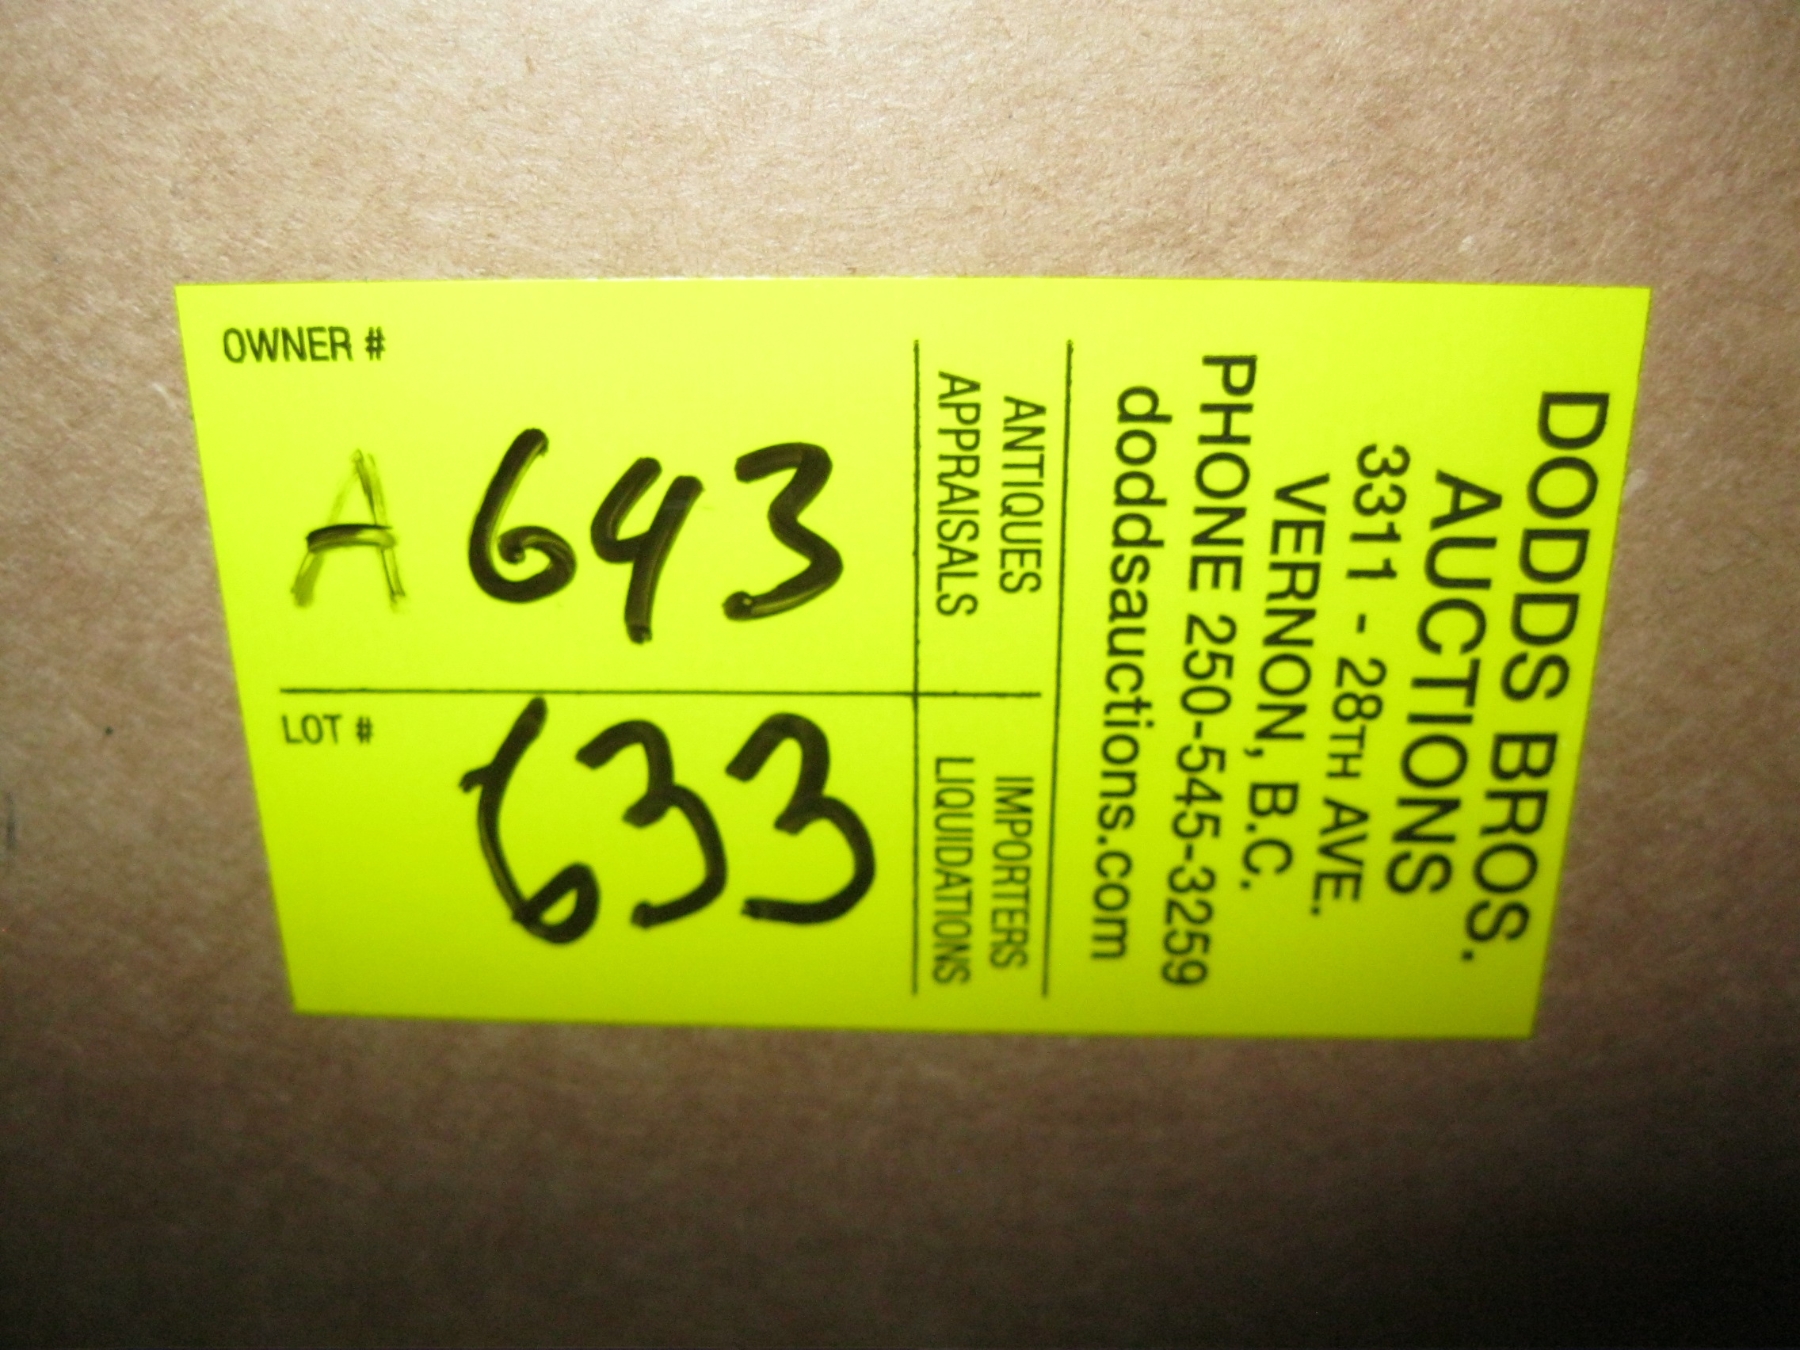 OWNER #
A 643
LOT #
633
ANTIQUES
APPRAISALS
IMPORTERS
LIQUIDATIONS
DODDS BROS.
AUCTIONS
3311 - 28TH AVE.
VERNON, B.C.
PHONE 250-545-3259
doddsauctions.com